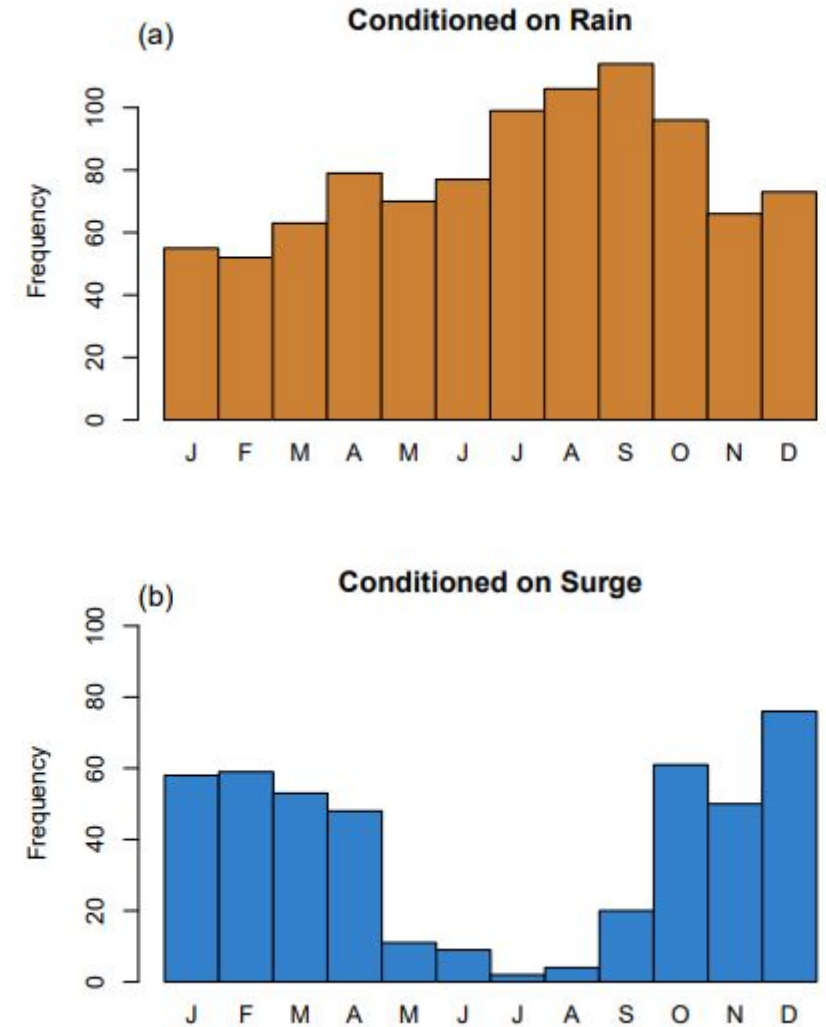 (a)
Conditioned on Rain
Frequency
100
80
60
40
20
0
J F M A M J J A S O N D
(b)
Conditioned on Surge
Frequency
100
80
60
40
20
0
J F M A M J J A S O N D